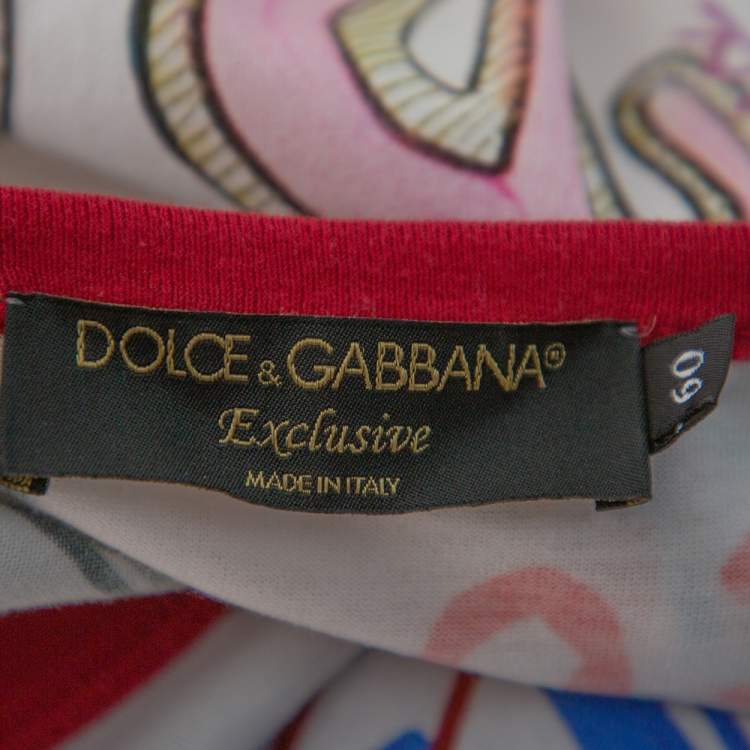 DOLCE & GABBANA®
Exclusive
MADE IN ITALY
60